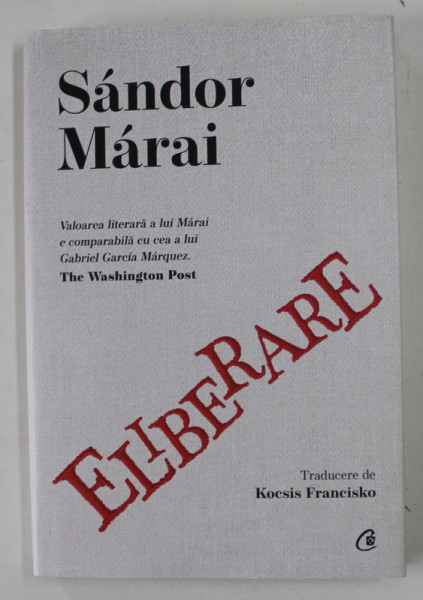 Sándor
Márai
Valoarea literară a lui Márai
e comparabilă cu cea a lui
Gabriel García Márquez.
The Washington Post
ELIBERARE
Traducere de
Kocsis Francisko